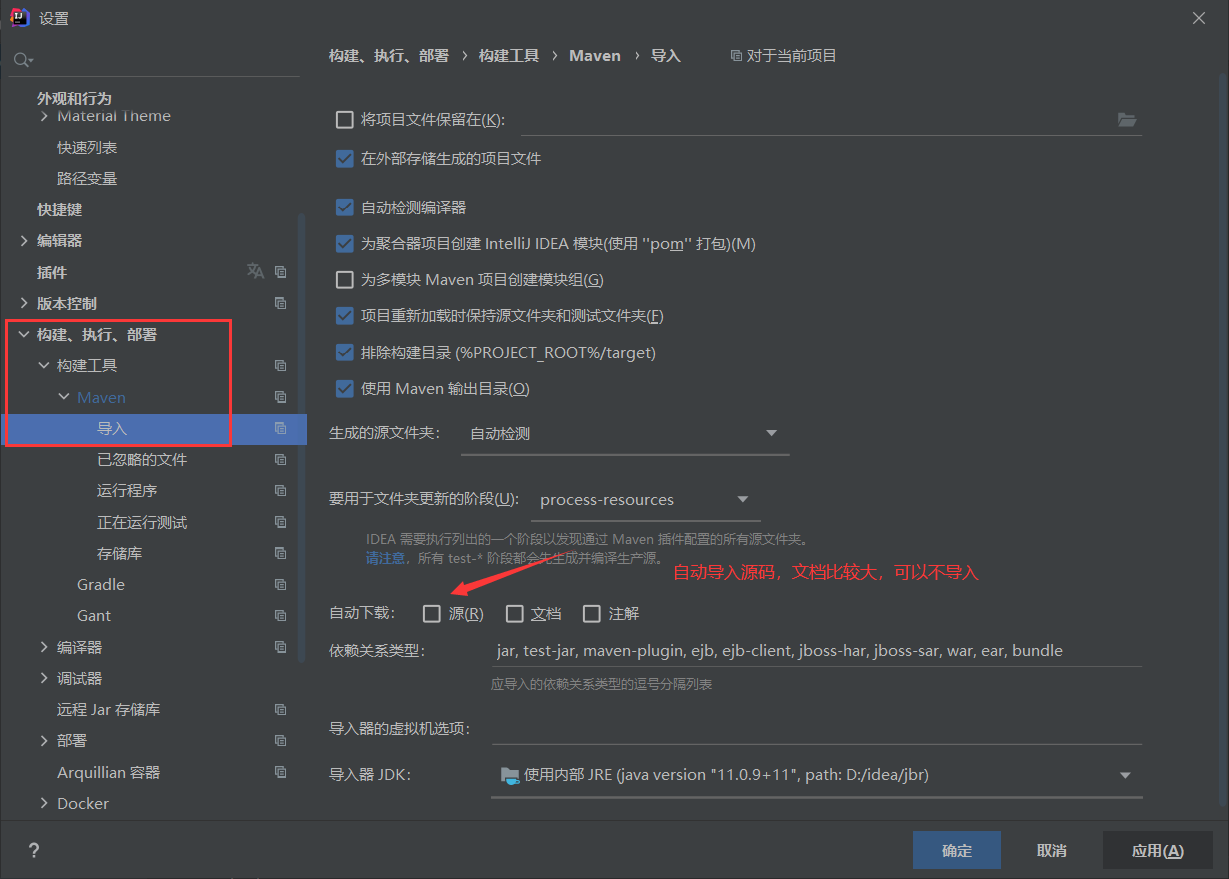 设置
外观和行为
Material Theme
快速列表
路径变量
快捷键
编辑器
插件
版本控制
构建、执行、部署
构建工具
Maven
导入
已忽略的文件
运行程序
正在运行测试
存储库
Gradle
Gant
编译器
调试器
远程 Jar 存储库
部署
Arquillian 容器
Docker
构建、执行、部署 › 构建工具 › Maven › 导入 对于当前项目
将项目文件保留在(K):
在外部存储生成的项目文件
自动检测编译器
为聚合器项目创建 IntelliJ IDEA 模块(使用 ''pom'' 打包)(M)
为多模块 Maven 项目创建模块组(G)
项目重新加载时保持源文件夹和测试文件夹(F)
排除构建目录 (%PROJECT_ROOT%/target)
使用 Maven 输出目录(O)
生成的源文件夹: 自动检测
要用于文件夹更新的阶段(U): process-resources
IDEA 需要执行列出的一个阶段以发现通过 Maven 插件配置的所有源文件夹。
请注意，所有 test-* 阶段都会先生成并编译生产源。
自动导入源码，文档比较大，可以不导入
自动下载: 源(R) 文档 注解
依赖关系类型: jar, test-jar, maven-plugin, ejb, ejb-client, jboss-har, jboss-sar, war, ear, bundle
应导入的依赖关系类型的逗号分隔列表
导入器的虚拟机选项:
导入器 JDK: 使用内部 JRE (java version "11.0.9+11", path: D:/idea/jbr)
?
确定 取消 应用(A)